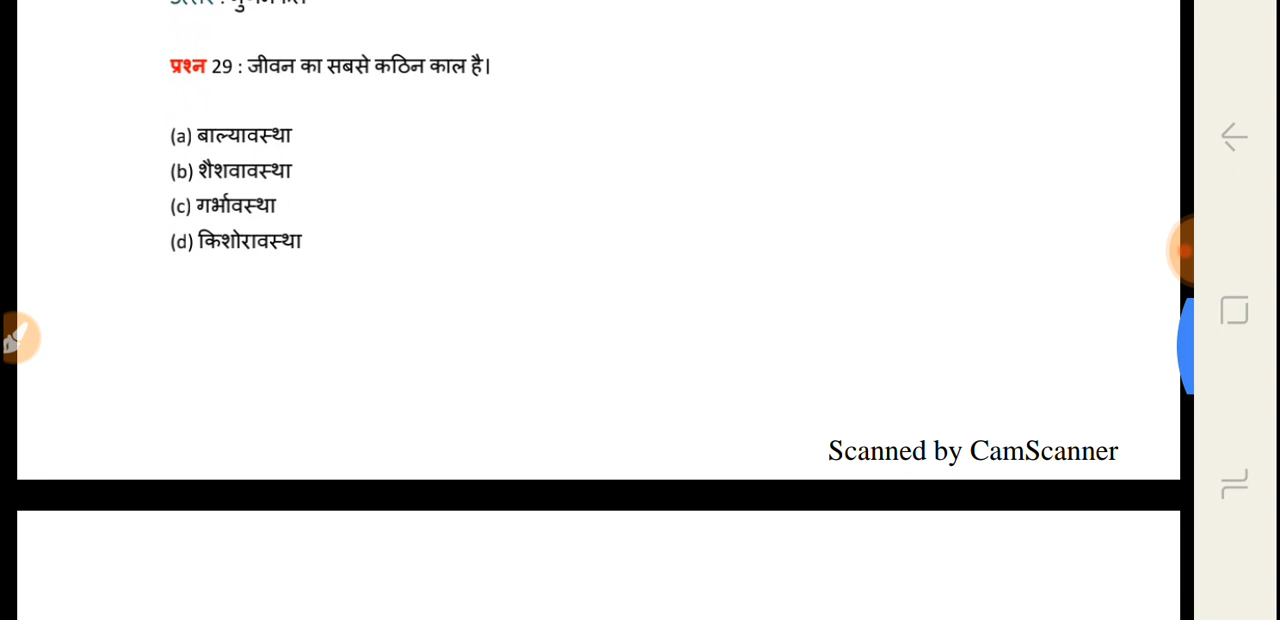 प्रश्न 29 : जीवन का सबसे कठिन काल है।
(a) बाल्यावस्था
(b) शैशवावस्था
(c) गर्भावस्था
(d) किशोरावस्था
Scanned by CamScanner